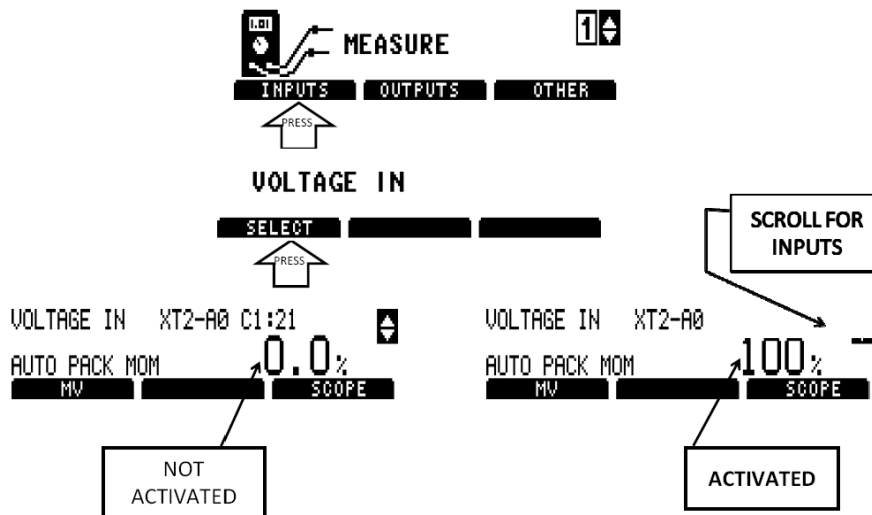 1.01
MEASURE
1
INPUTS OUTPUTS OTHER
PRESS
VOLTAGE IN
SELECT
PRESS
SCROLL FOR
INPUTS
VOLTAGE IN XT2-A0 C1:21
AUTO PACK MOM 0.0%
MV SCOPE
NOT
ACTIVATED
VOLTAGE IN XT2-A0
AUTO PACK MOM 100%
MV SCOPE
ACTIVATED